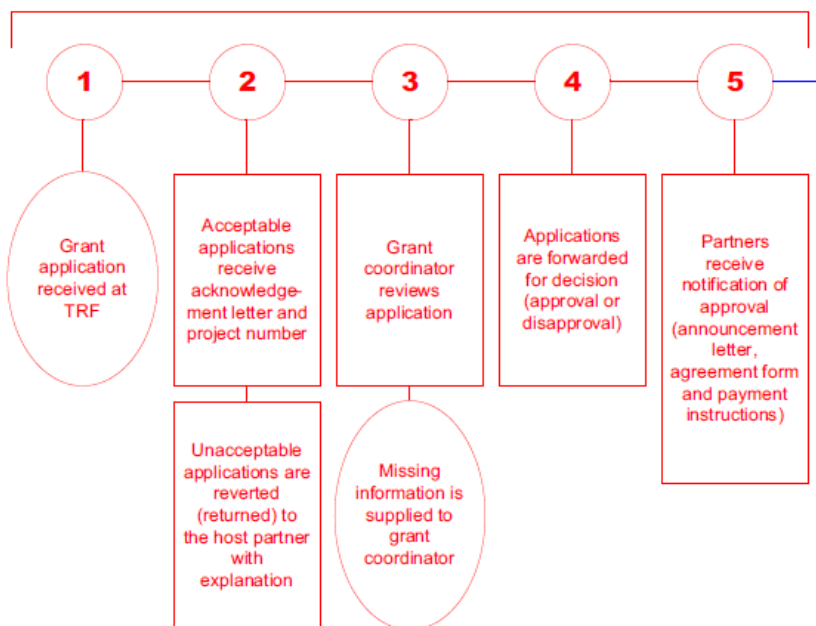 1
2
3
4
5
Grant
application
received at
TRF
Acceptable
applications
receive
acknowledge-
ment letter and
project number
Unacceptable
applications are
reverted
(returned) to
the host partner
with
explanation
Grant
coordinator
reviews
application
Missing
information is
supplied to
grant
coordinator
Applications
are forwarded
for decision
(approval or
disapproval)
Partners
receive
notification of
approval
(announcement
letter,
agreement form
and payment
instructions)